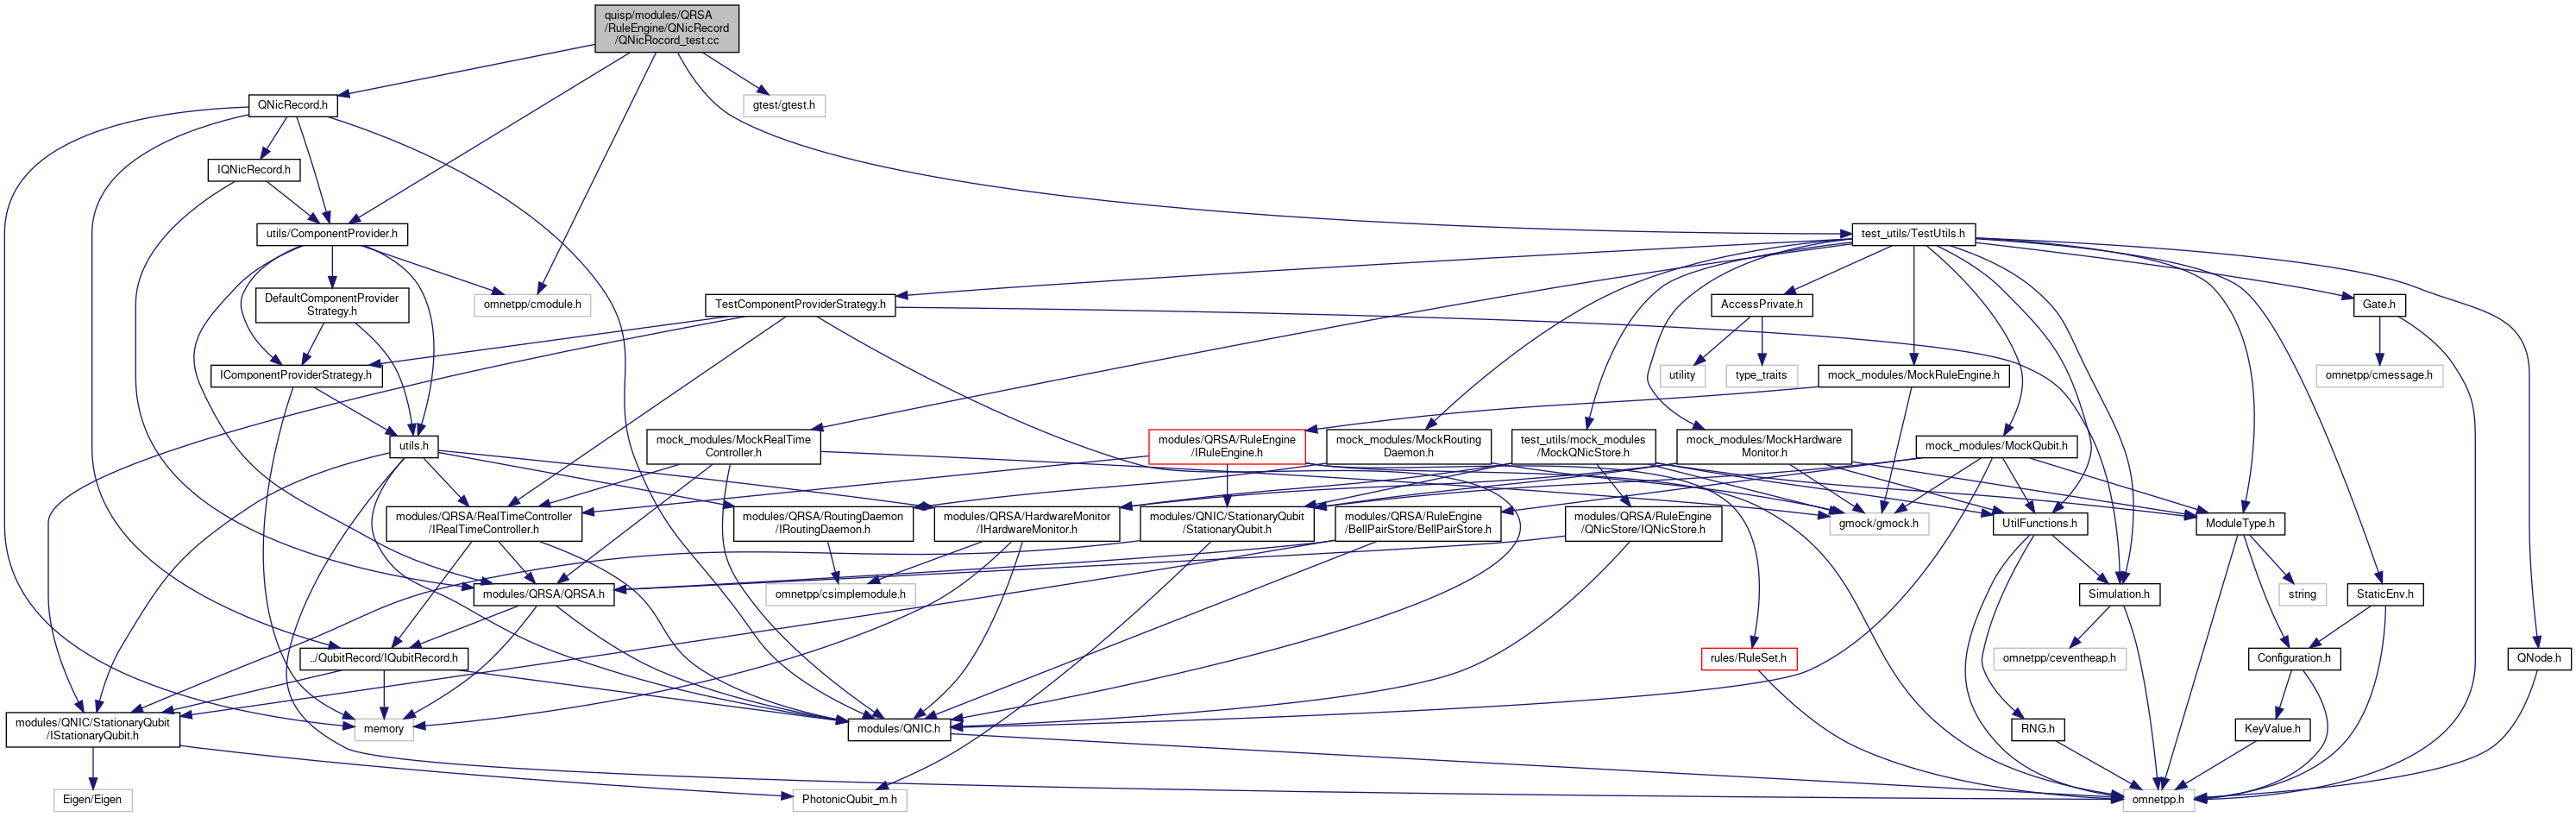 quisp/modules/QRSA
/RuleEngine/QNicRecord
/QNicRocord_test.cc
QNicRecord.h
gtest/gtest.h
IQNicRecord.h
utils/ComponentProvider.h
test_utils/TestUtils.h
DefaultComponentProvider
Strategy.h
omnetpp/cmodule.h
TestComponentProviderStrategy.h
AccessPrivate.h
Gate.h
IComponentProviderStrategy.h
utility
type_traits
mock_modules/MockRuleEngine.h
omnetpp/cmessage.h
utils.h
mock_modules/MockRealTime
Controller.h
modules/QRSA/RuleEngine
/IRuleEngine.h
mock_modules/MockRouting
Daemon.h
test_utils/mock_modules
/MockQNicStore.h
mock_modules/MockHardware
Monitor.h
mock_modules/MockQubit.h
modules/QRSA/RealTimeController
/IRealTimeController.h
modules/QRSA/RoutingDaemon
/IRoutingDaemon.h
modules/QRSA/HardwareMonitor
/IHardwareMonitor.h
modules/QNIC/StationaryQubit
/StationaryQubit.h
modules/QRSA/RuleEngine
/BellPairStore/BellPairStore.h
modules/QRSA/RuleEngine
/QNicStore/IQNicStore.h
gmock/gmock.h
UtilFunctions.h
ModuleType.h
modules/QRSA/QRSA.h
omnetpp/csimplemodule.h
Simulation.h
string
StaticEnv.h
../QubitRecord/IQubitRecord.h
rules/RuleSet.h
omnetpp/ceventheap.h
Configuration.h
QNode.h
modules/QNIC/StationaryQubit
/IStationaryQubit.h
memory
modules/QNIC.h
RNG.h
KeyValue.h
Eigen/Eigen
PhotonicQubit_m.h
omnetpp.h